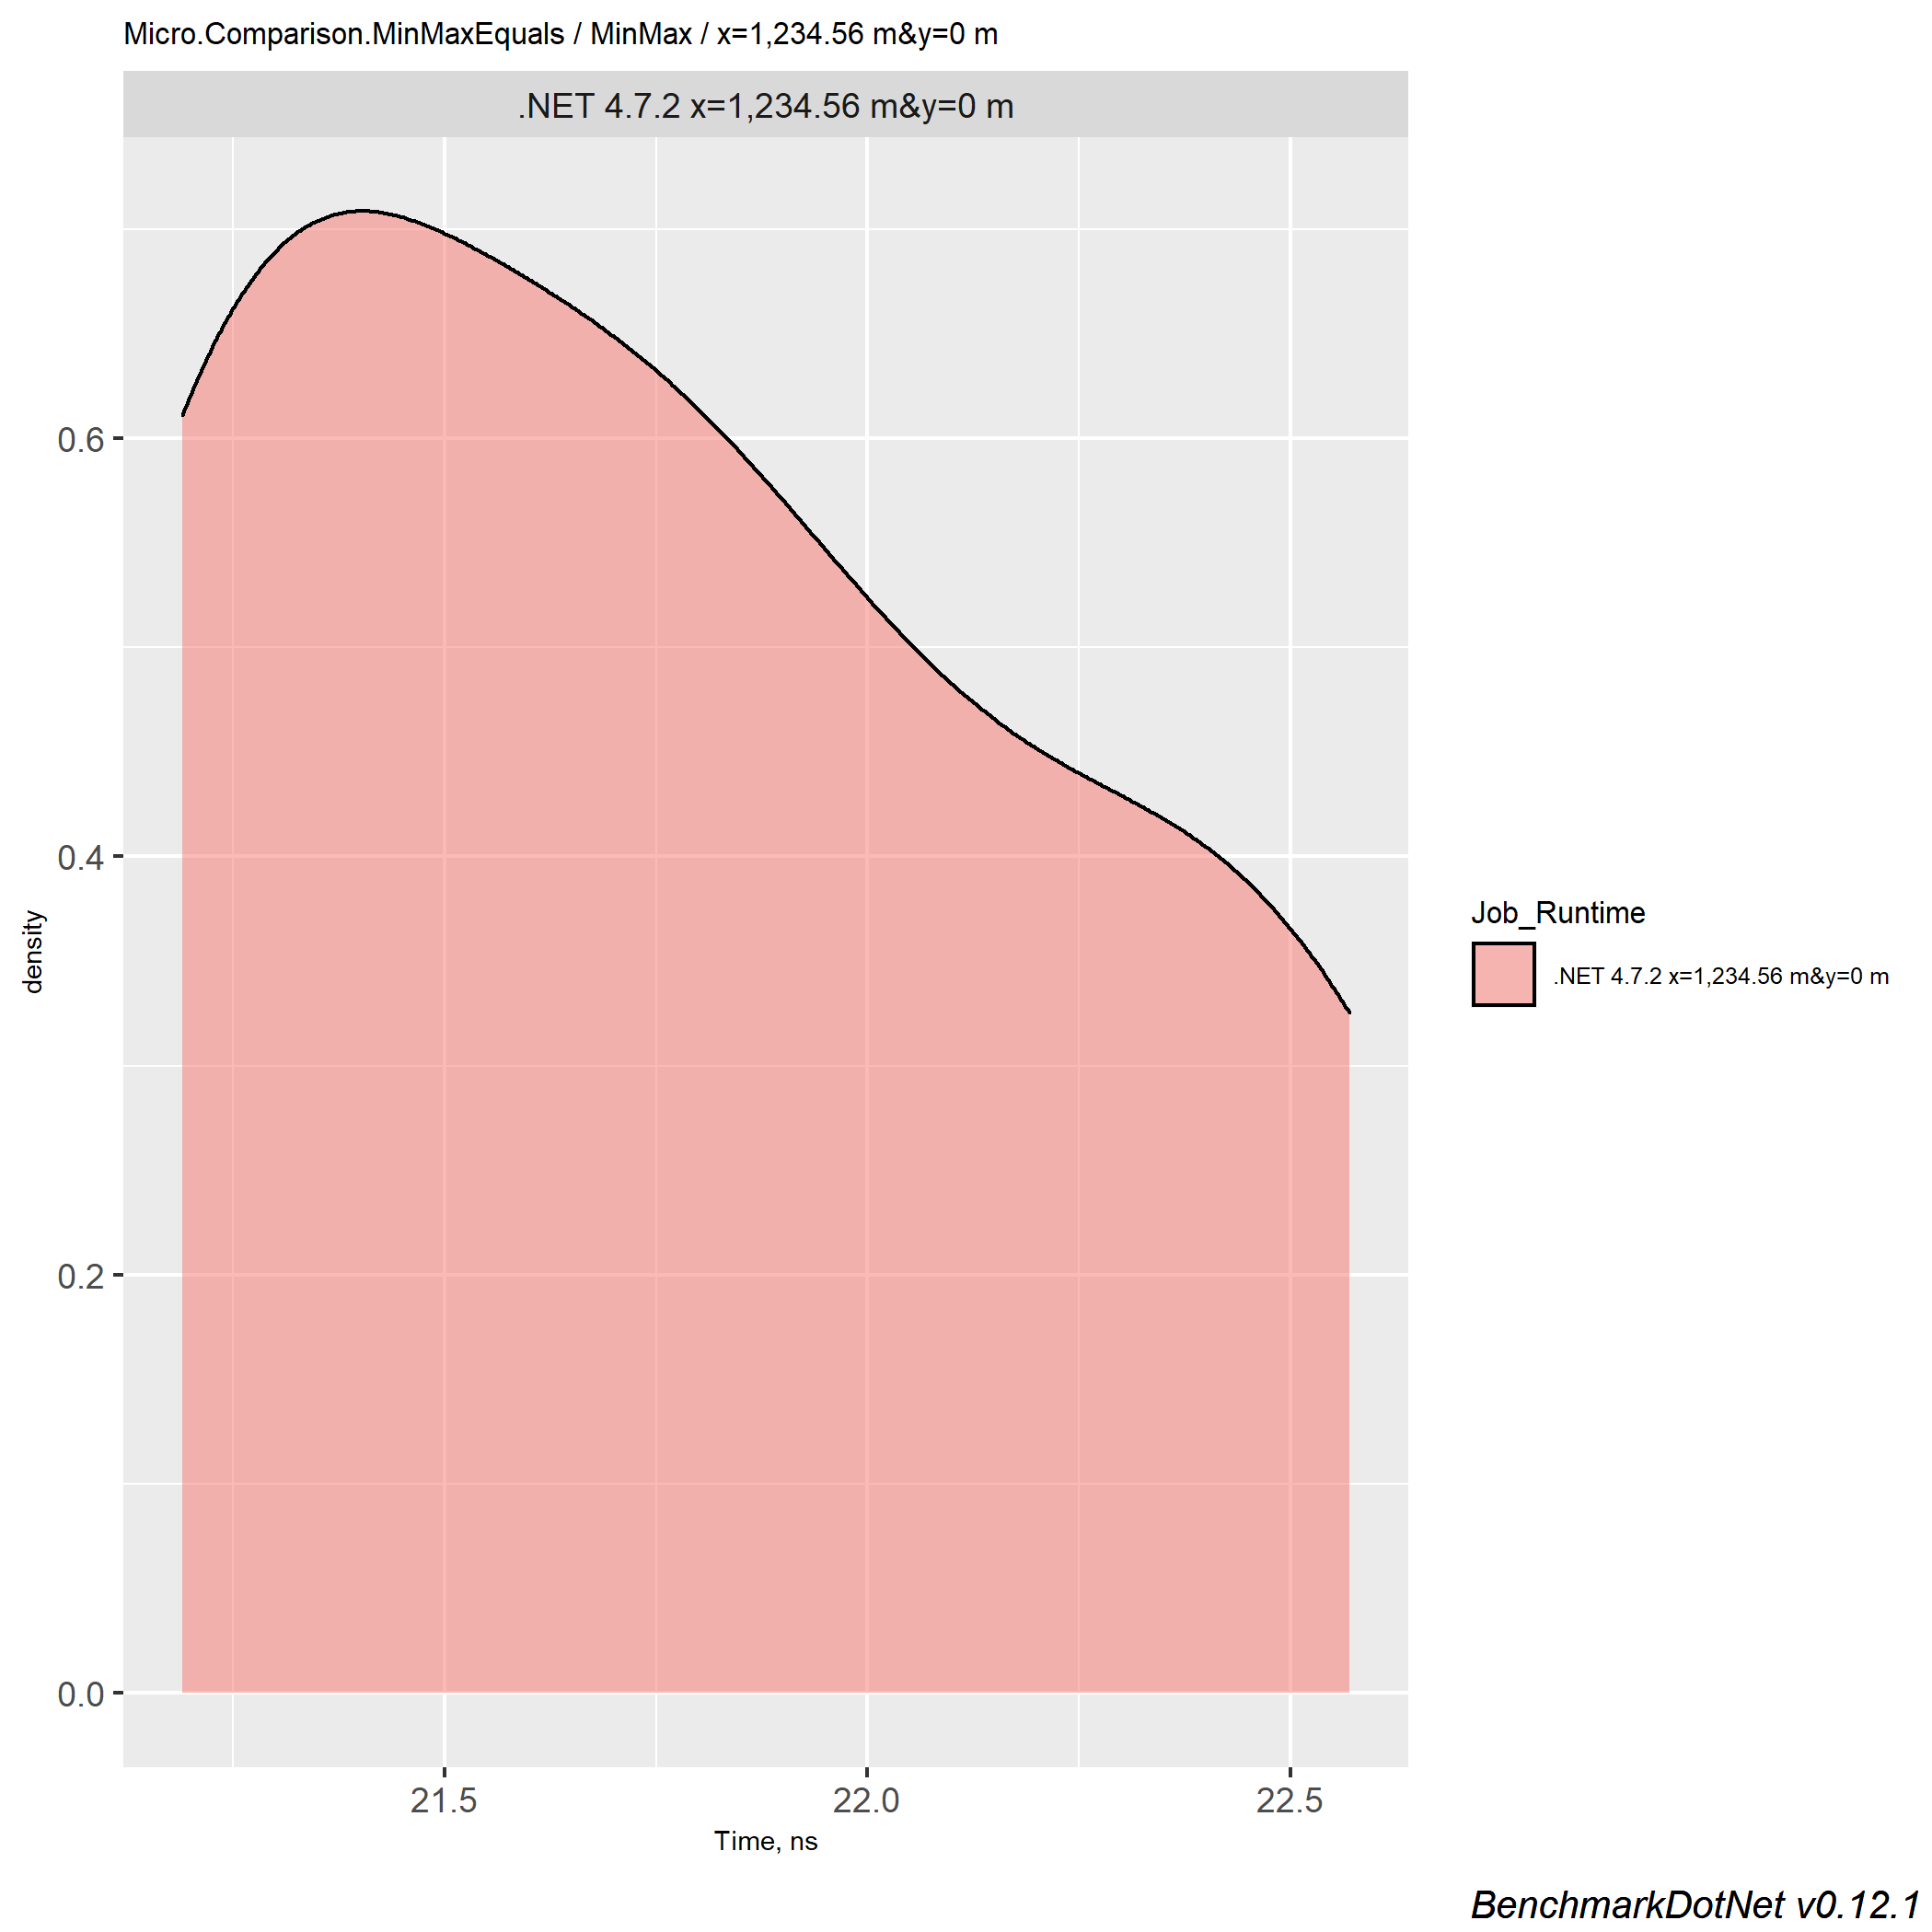 Micro.Comparison.MinMaxEquals / MinMax / x=1,234.56 m&y=0 m
.NET 4.7.2 x=1,234.56 m&y=0 m
0.6
0.4
0.2
0.0
density
21.5 22.0 22.5
Time, ns
Job_Runtime
.NET 4.7.2 x=1,234.56 m&y=0 m
BenchmarkDotNet v0.12.1